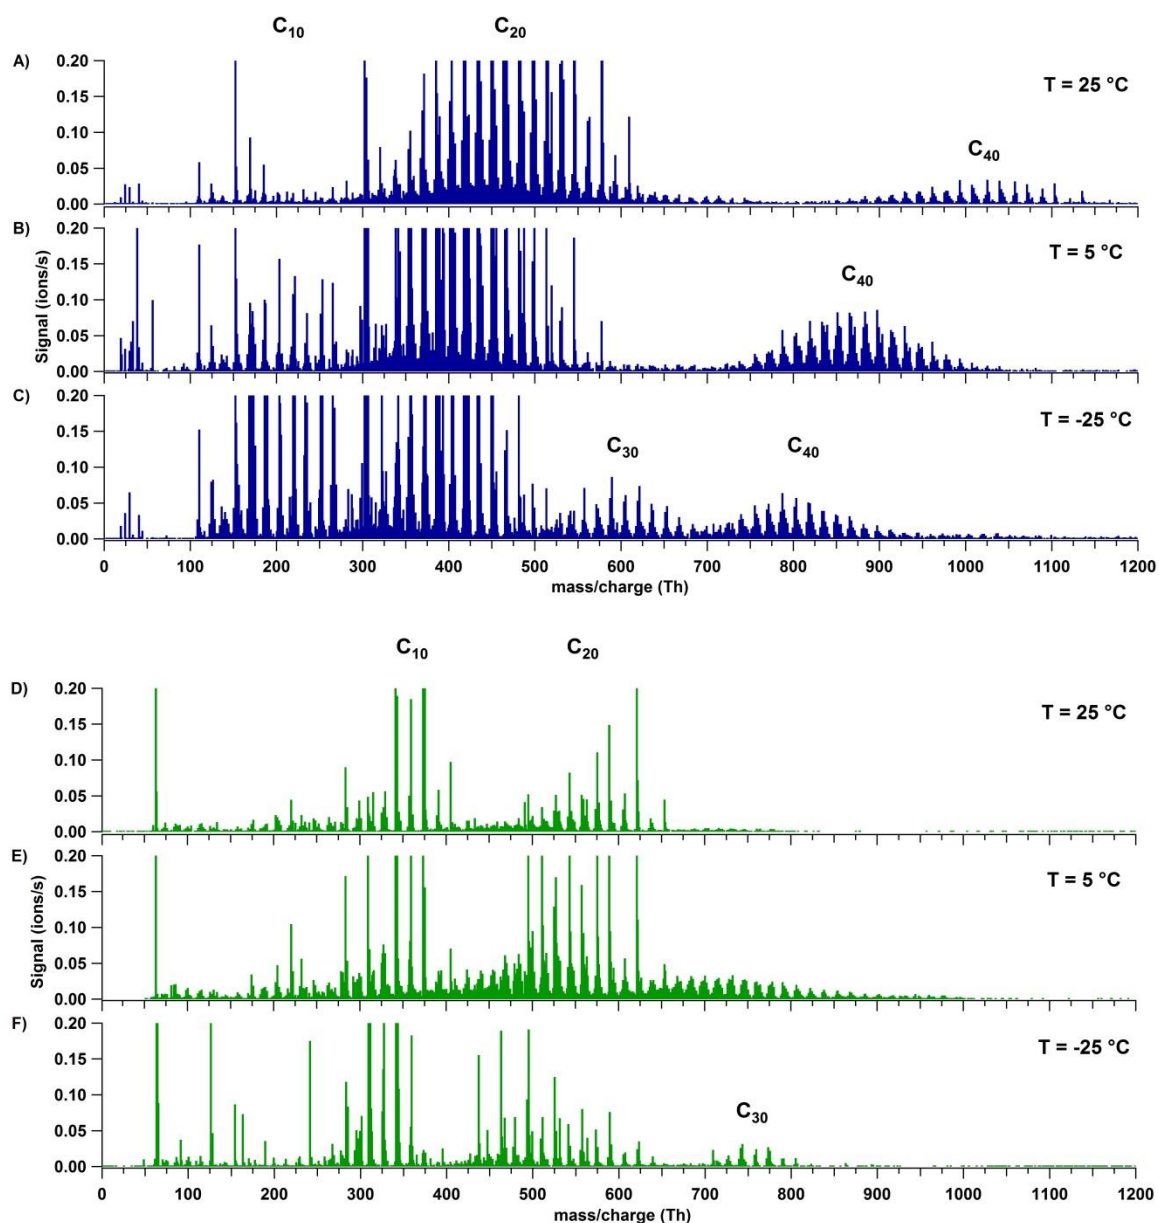 C₁₀ C₂₀
A) 0.20 T = 25 °C
0.15
0.10
0.05 C₄₀
0.00
B) 0.20 T = 5 °C
0.15
0.10 C₄₀
0.05
0.00
Signal (ions/s)
C) 0.20 T = -25 °C
0.15
0.10 C₃₀ C₄₀
0.05
0.00
0 100 200 300 400 500 600 700 800 900 1000 1100 1200
mass/charge (Th)
C₁₀ C₂₀
D) 0.20 T = 25 °C
0.15
0.10
0.05
0.00
E) 0.20 T = 5 °C
0.15
0.10
0.05
0.00
Signal (ions/s)
F) 0.20 T = -25 °C
0.15
0.10
0.05 C₃₀
0.00
0 100 200 300 400 500 600 700 800 900 1000 1100 1200
mass/charge (Th)